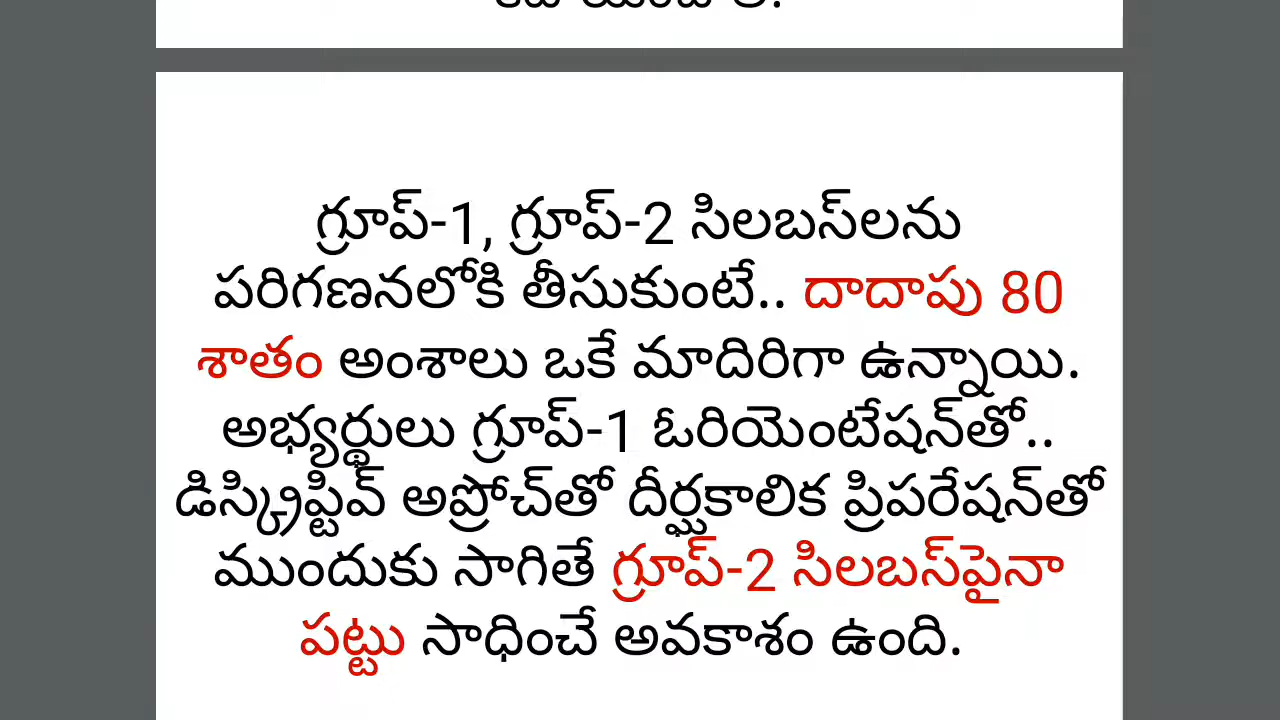 గ్రూప్-1, గ్రూప్-2 సిలబస్‌లను
పరిగణనలోకి తీసుకుంటే.. దాదాపు 80
శాతం అంశాలు ఒకే మాదిరిగా ఉన్నాయి.
అభ్యర్థులు గ్రూప్-1 ఓరియెంటేషన్‌తో..
డిస్క్రిప్టివ్ అప్రోచ్‌తో దీర్ఘకాలిక ప్రిపరేషన్‌తో
ముందుకు సాగితే గ్రూప్-2 సిలబస్‌పైనా
పట్టు సాధించే అవకాశం ఉంది.